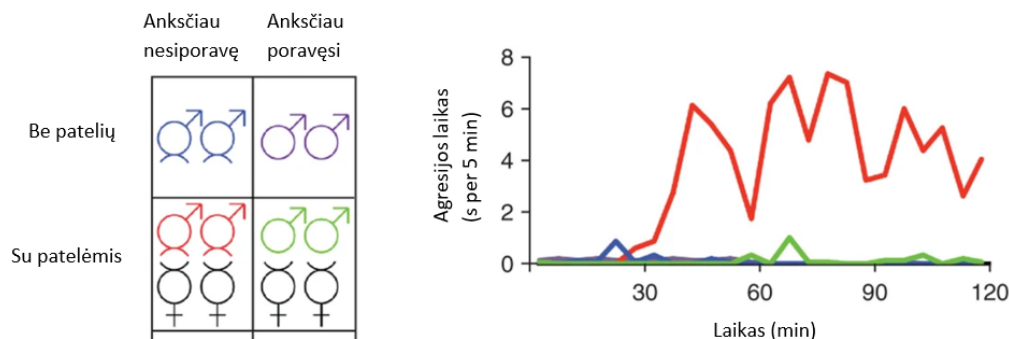 Anksčiau
nesiporavę
Anksčiau
poravęsi
Be patelių
Su patelėmis
Agresijos laikas
(s per 5 min)
8
6
4
2
0
30
60
90
120
Laikas (min)